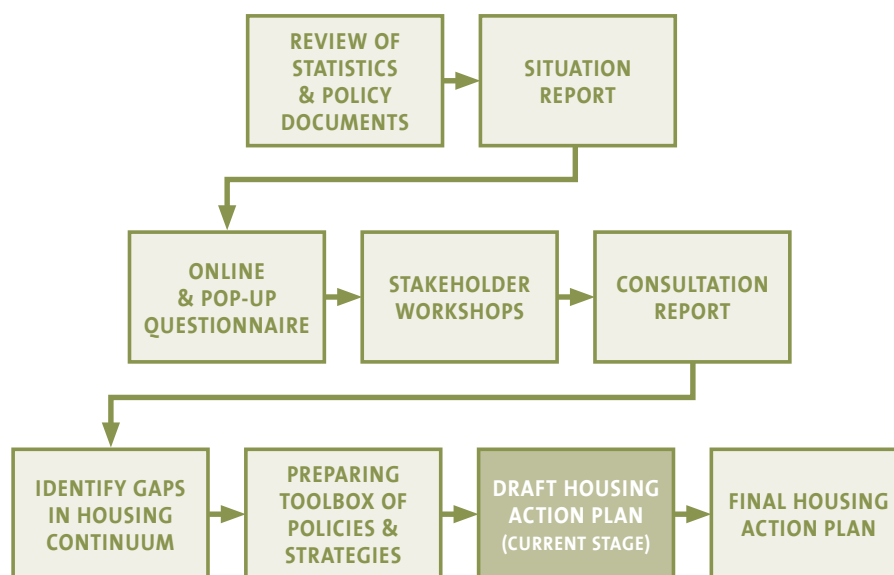 REVIEW OF
STATISTICS
& POLICY
DOCUMENTS
SITUATION
REPORT
ONLINE
& POP-UP
QUESTIONNAIRE
STAKEHOLDER
WORKSHOPS
CONSULTATION
REPORT
IDENTIFY GAPS
IN HOUSING
CONTINUUM
PREPARING
TOOLBOX OF
POLICIES &
STRATEGIES
DRAFT HOUSING
ACTION PLAN
(CURRENT STAGE)
FINAL HOUSING
ACTION PLAN